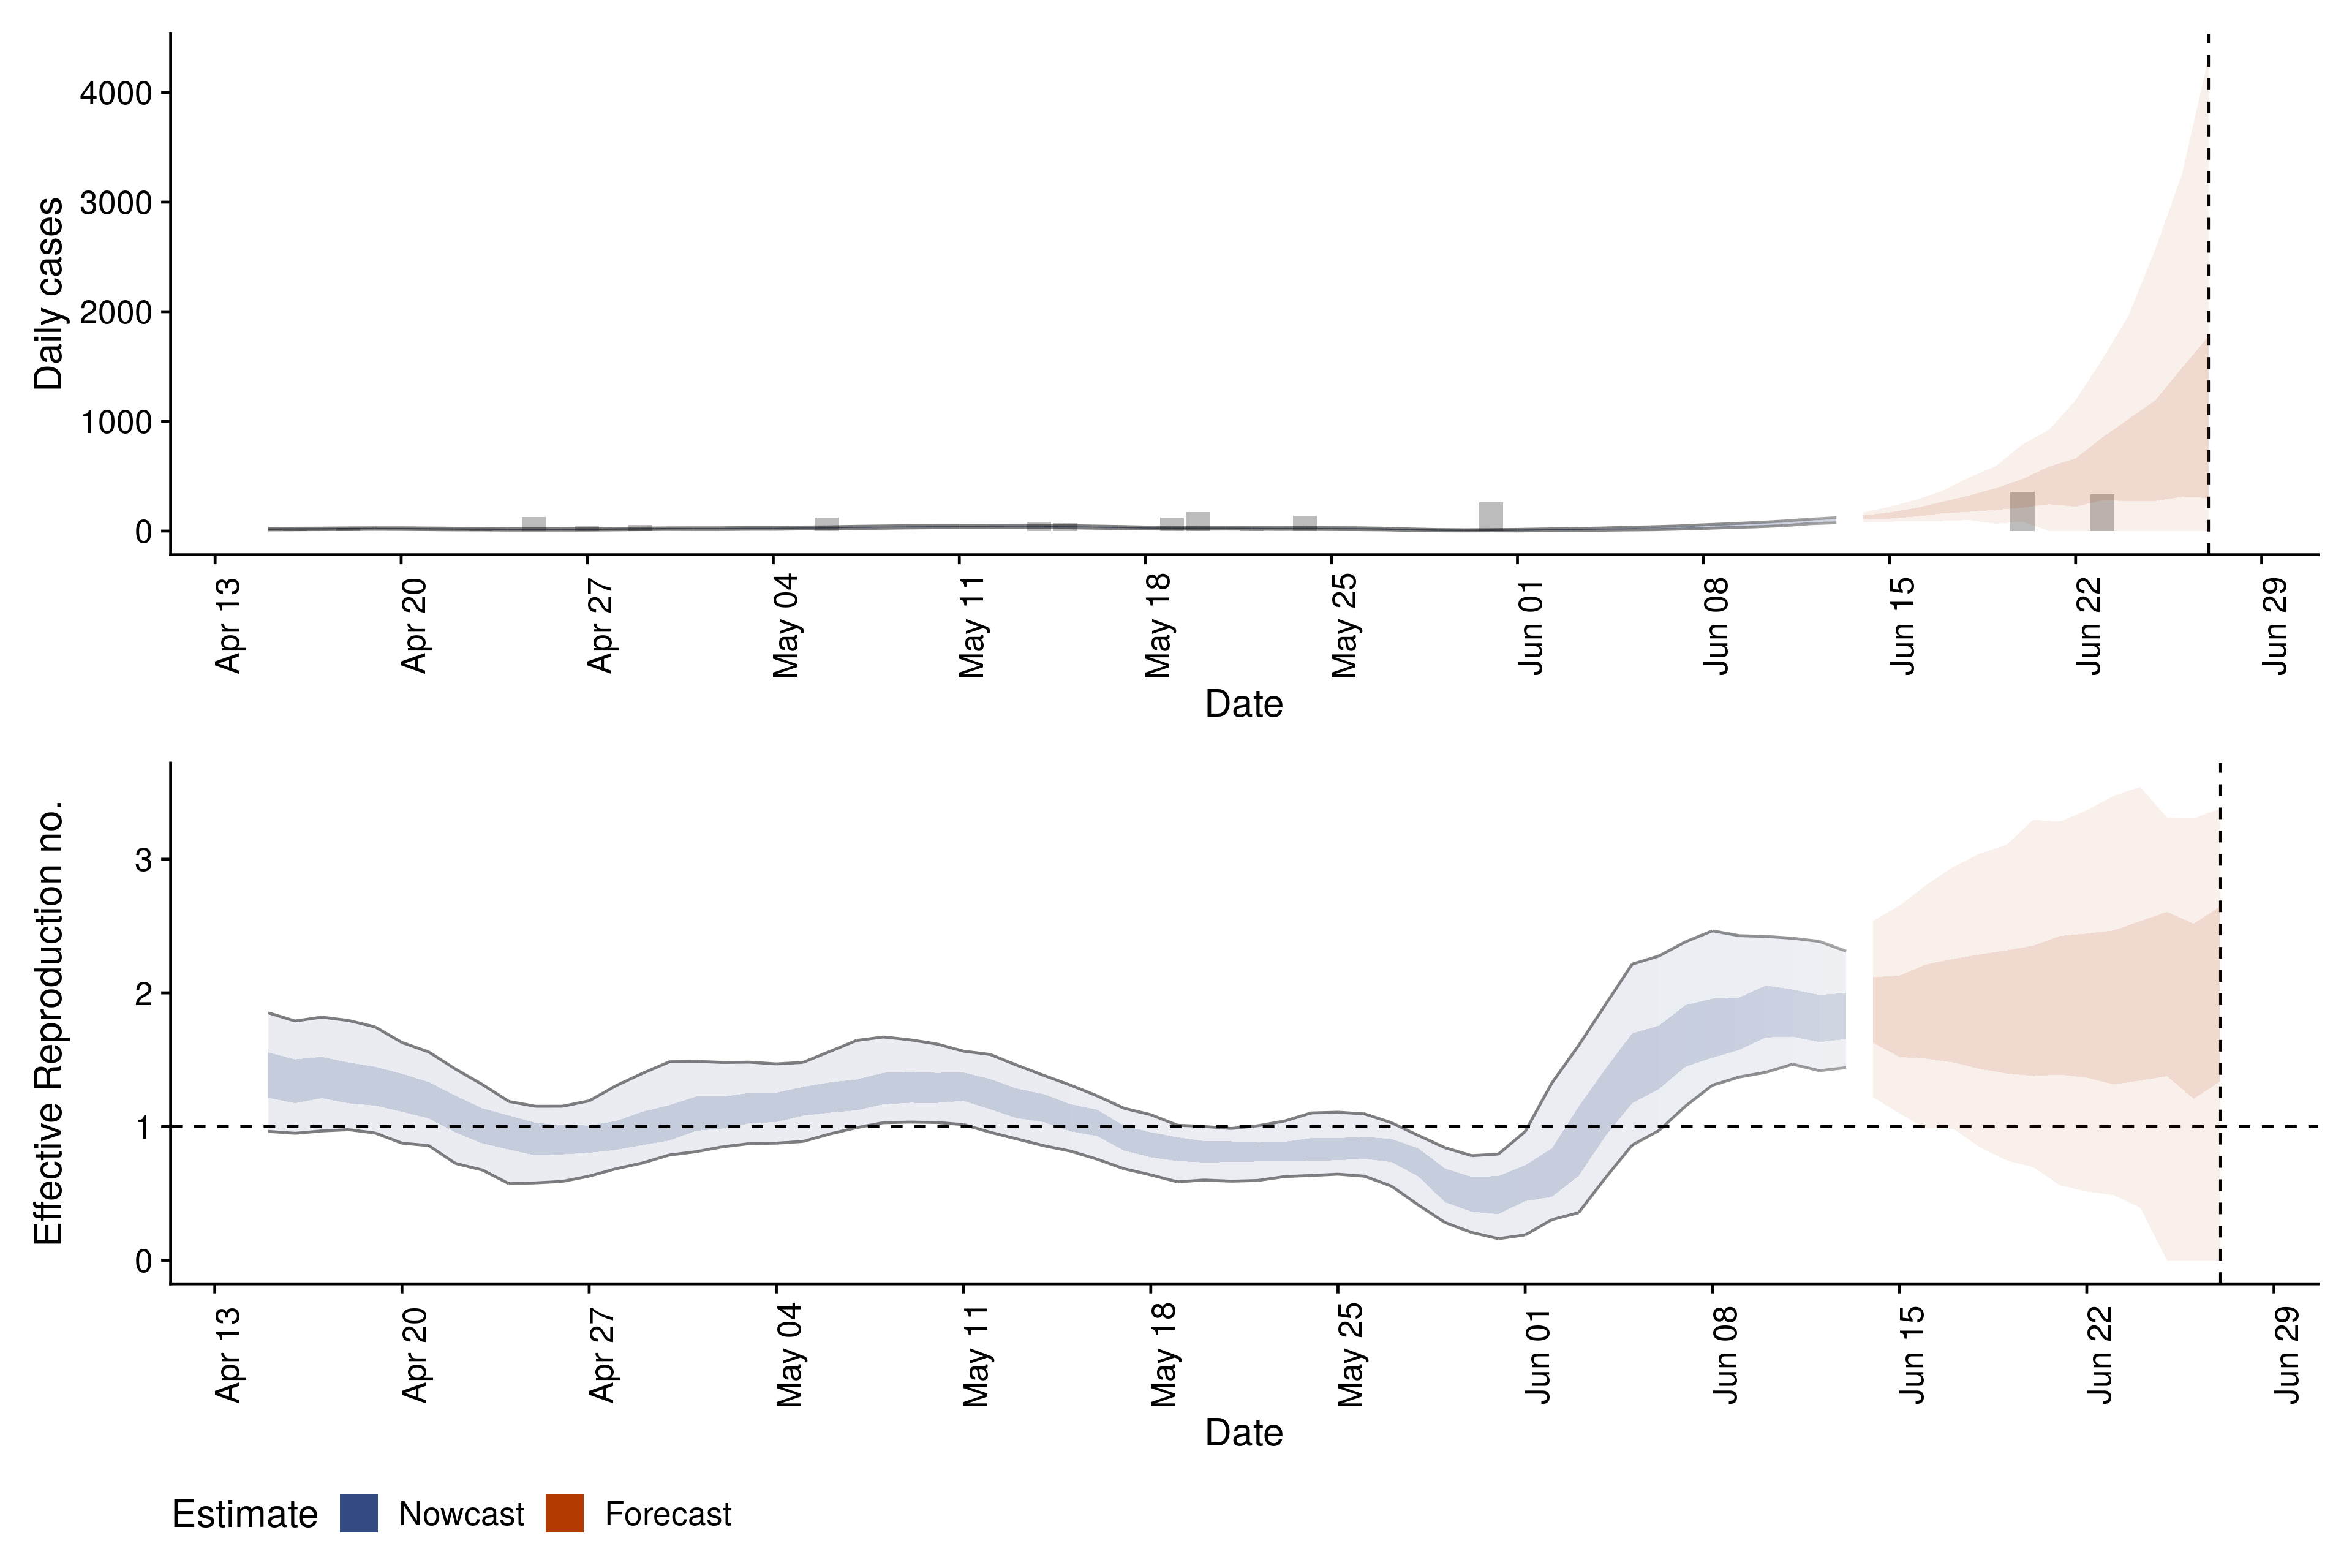 Daily cases
4000
3000
2000
1000
0
Apr 13
Apr 20
Apr 27
May 04
May 11
May 18
May 25
Jun 01
Jun 08
Jun 15
Jun 22
Jun 29
Date
Effective Reproduction no.
3
2
1
0
Apr 13
Apr 20
Apr 27
May 04
May 11
May 18
May 25
Jun 01
Jun 08
Jun 15
Jun 22
Jun 29
Date
Estimate Nowcast Forecast